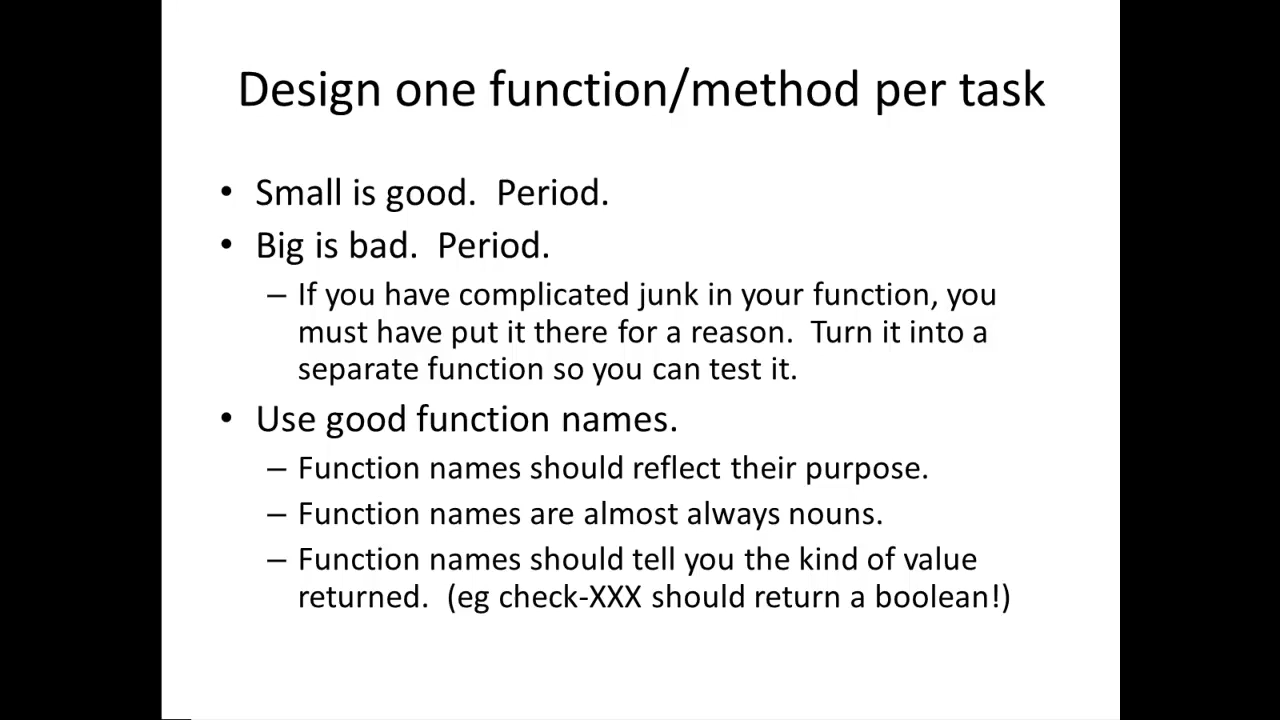 Design one function/method per task
• Small is good.  Period.
• Big is bad.  Period.
– If you have complicated junk in your function, you
must have put it there for a reason.  Turn it into a
separate function so you can test it.
• Use good function names.
– Function names should reflect their purpose.
– Function names are almost always nouns.
– Function names should tell you the kind of value
returned.  (eg check-XXX should return a boolean!)